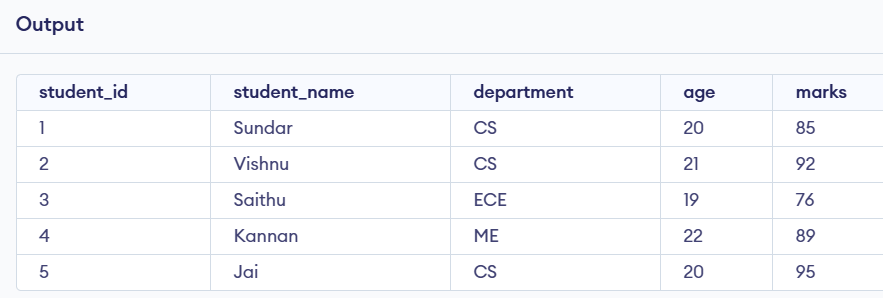 Output
student_id student_name department age marks
1 Sundar CS 20 85
2 Vishnu CS 21 92
3 Saithu ECE 19 76
4 Kannan ME 22 89
5 Jai CS 20 95